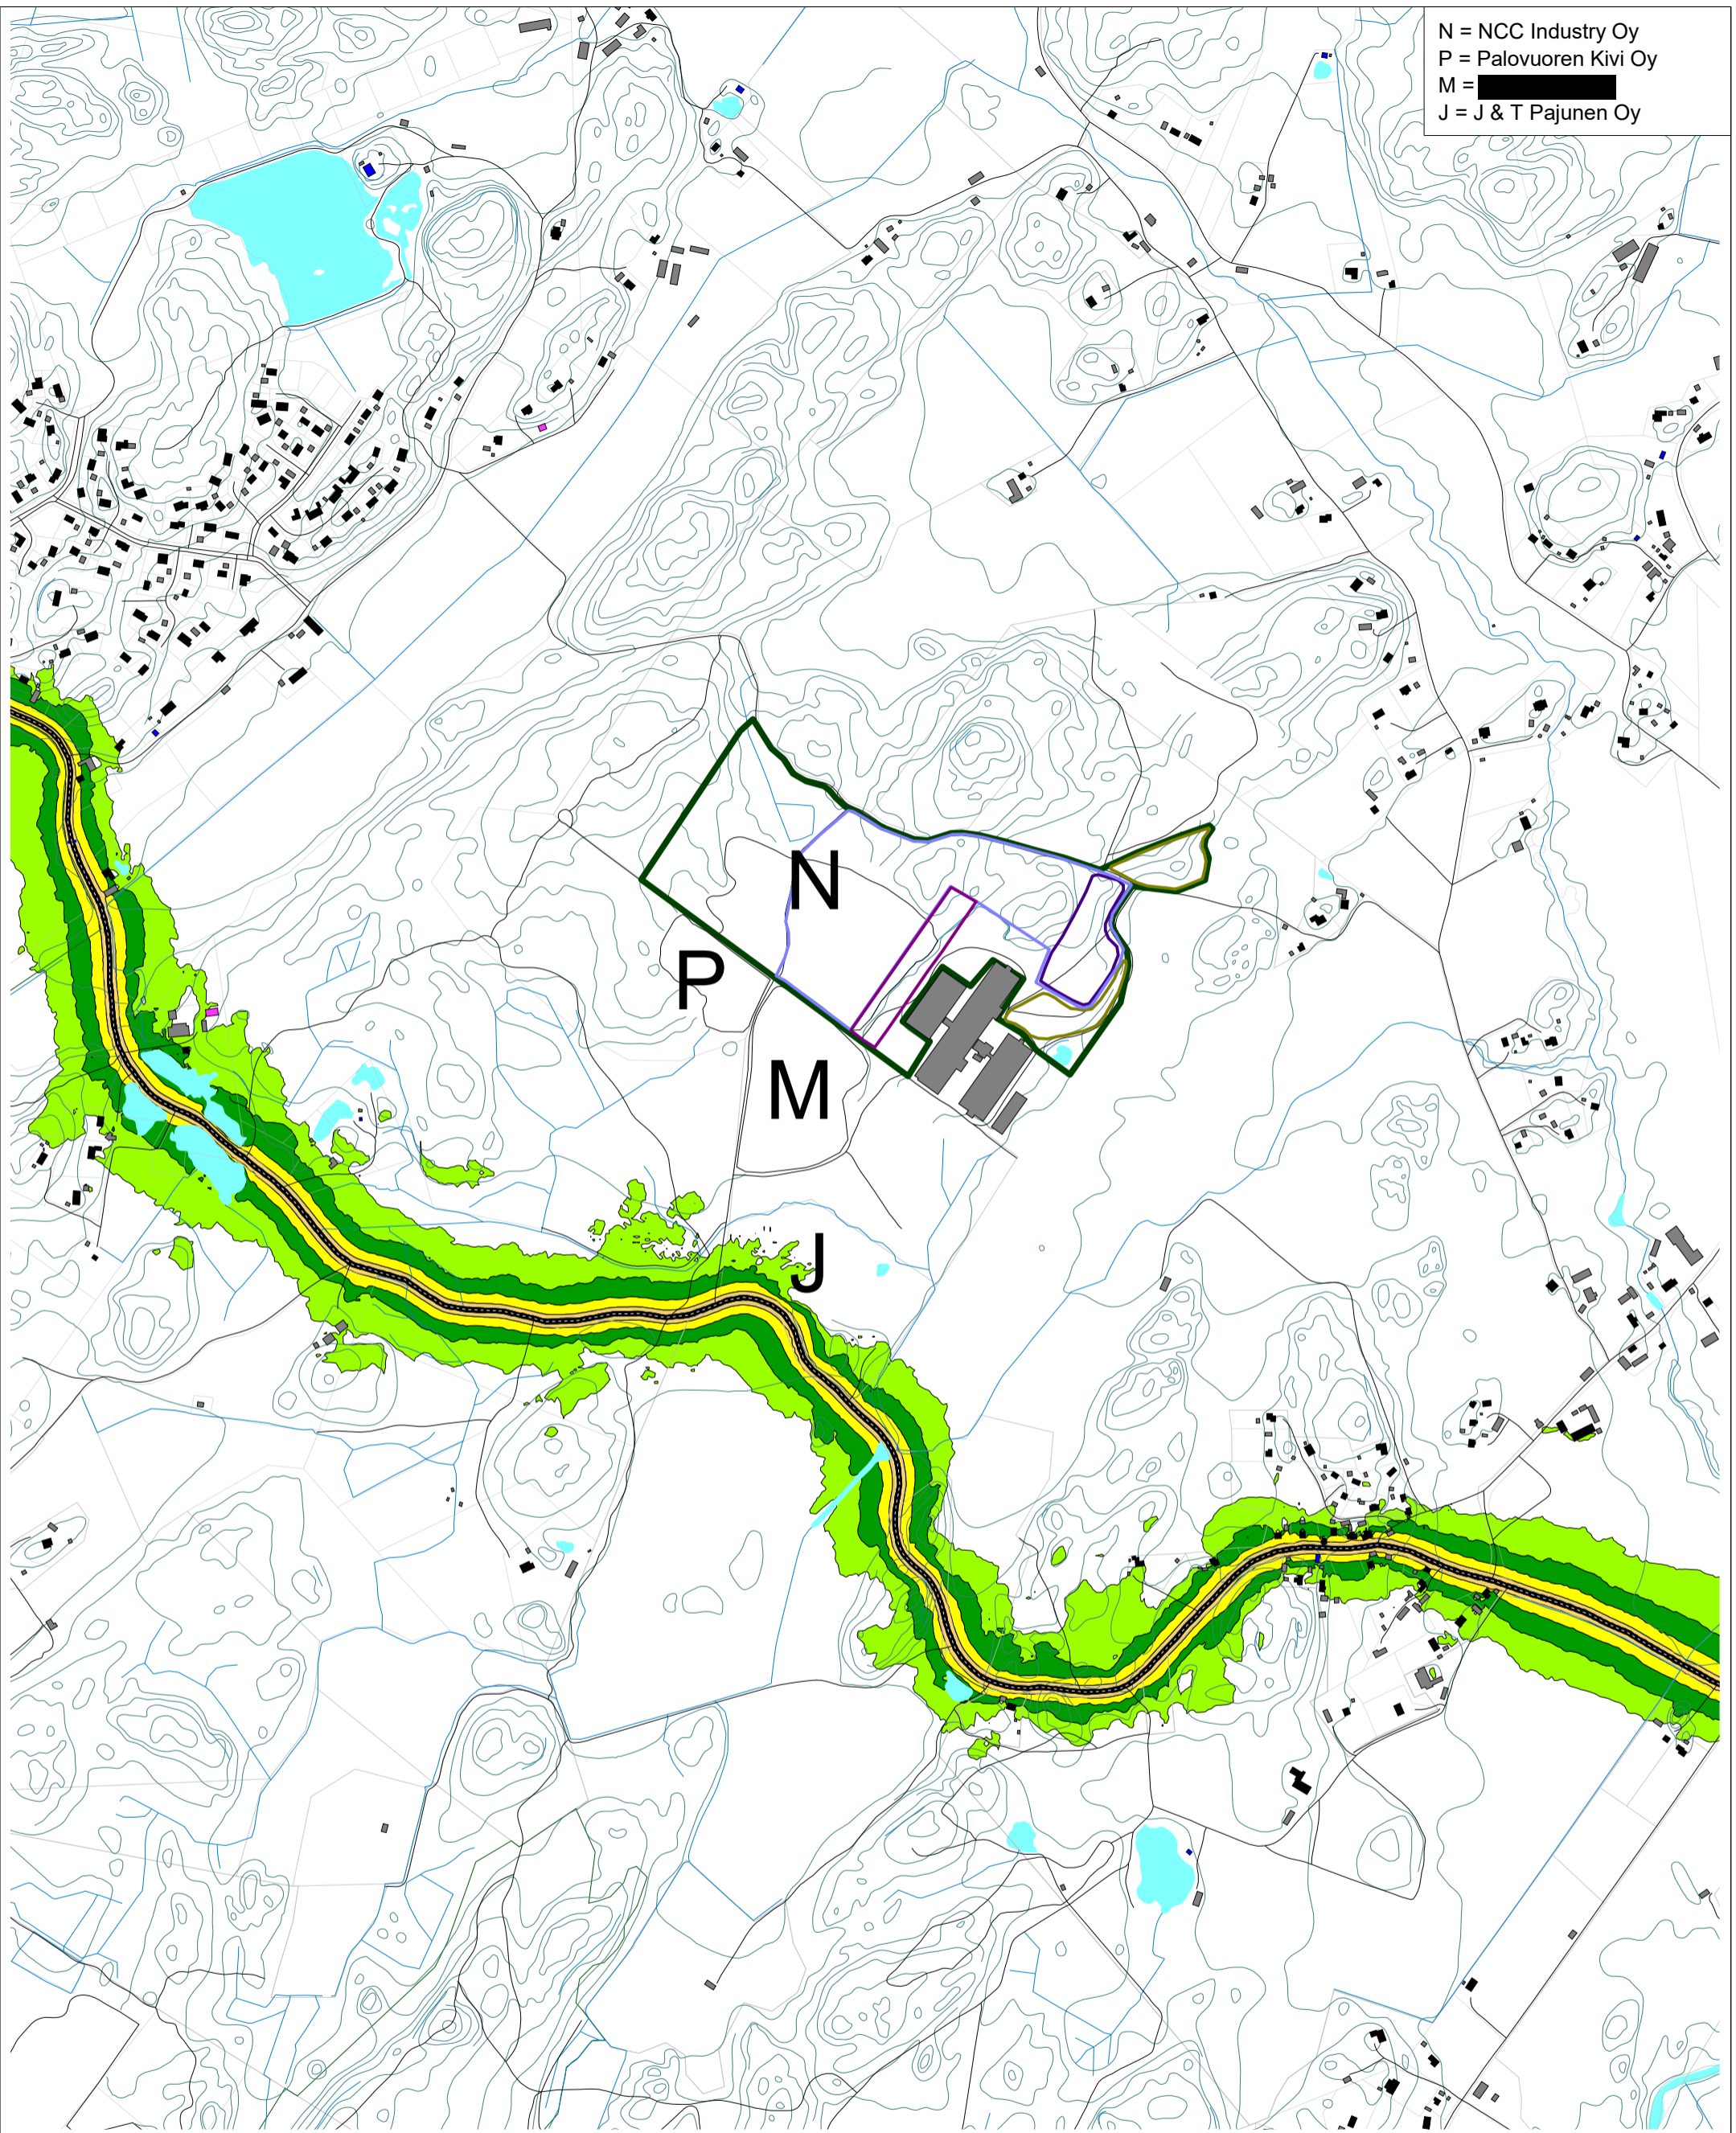 N = NCC Industry Oy
P = Palovuoren Kivi Oy
M =
J = J & T Pajunen Oy
N
P
M
J